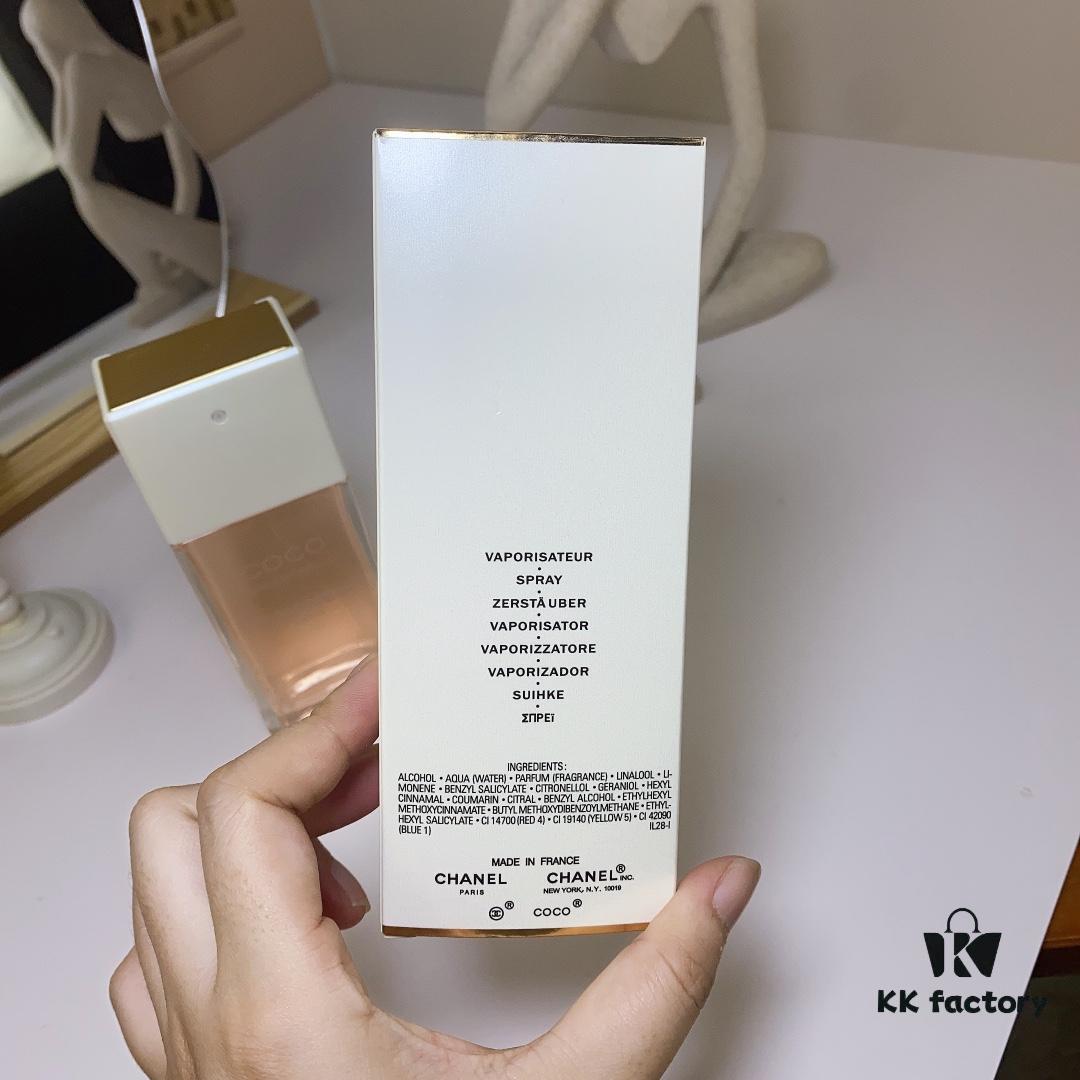 coco
VAPORISATEUR
•
SPRAY
•
ZERSTÄUBER
•
VAPORISATOR
•
VAPORIZZATORE
•
VAPORIZADOR
•
SUIHKE
•
ΣΠΡΕΪ
INGREDIENTS:
ALCOHOL • AQUA (WATER) • PARFUM (FRAGRANCE) • LINALOOL • LI-
MONENE • BENZYL SALICYLATE • CITRONELLOL • GERANIOL • HEXYL
CINNAMAL • COUMARIN • CITRAL • BENZYL ALCOHOL • ETHYLHEXYL
METHOXYCINNAMATE • BUTYL METHOXYDIBENZOYLMETHANE • ETHYL-
HEXYL SALICYLATE • CI 14700 (RED 4) • CI 19140 (YELLOW 5) • CI 42090
(BLUE 1) IL28-I
MADE IN FRANCE
CHANEL CHANEL® INC.
PARIS NEW YORK, N.Y. 10019
® COCO®
K
KK factory